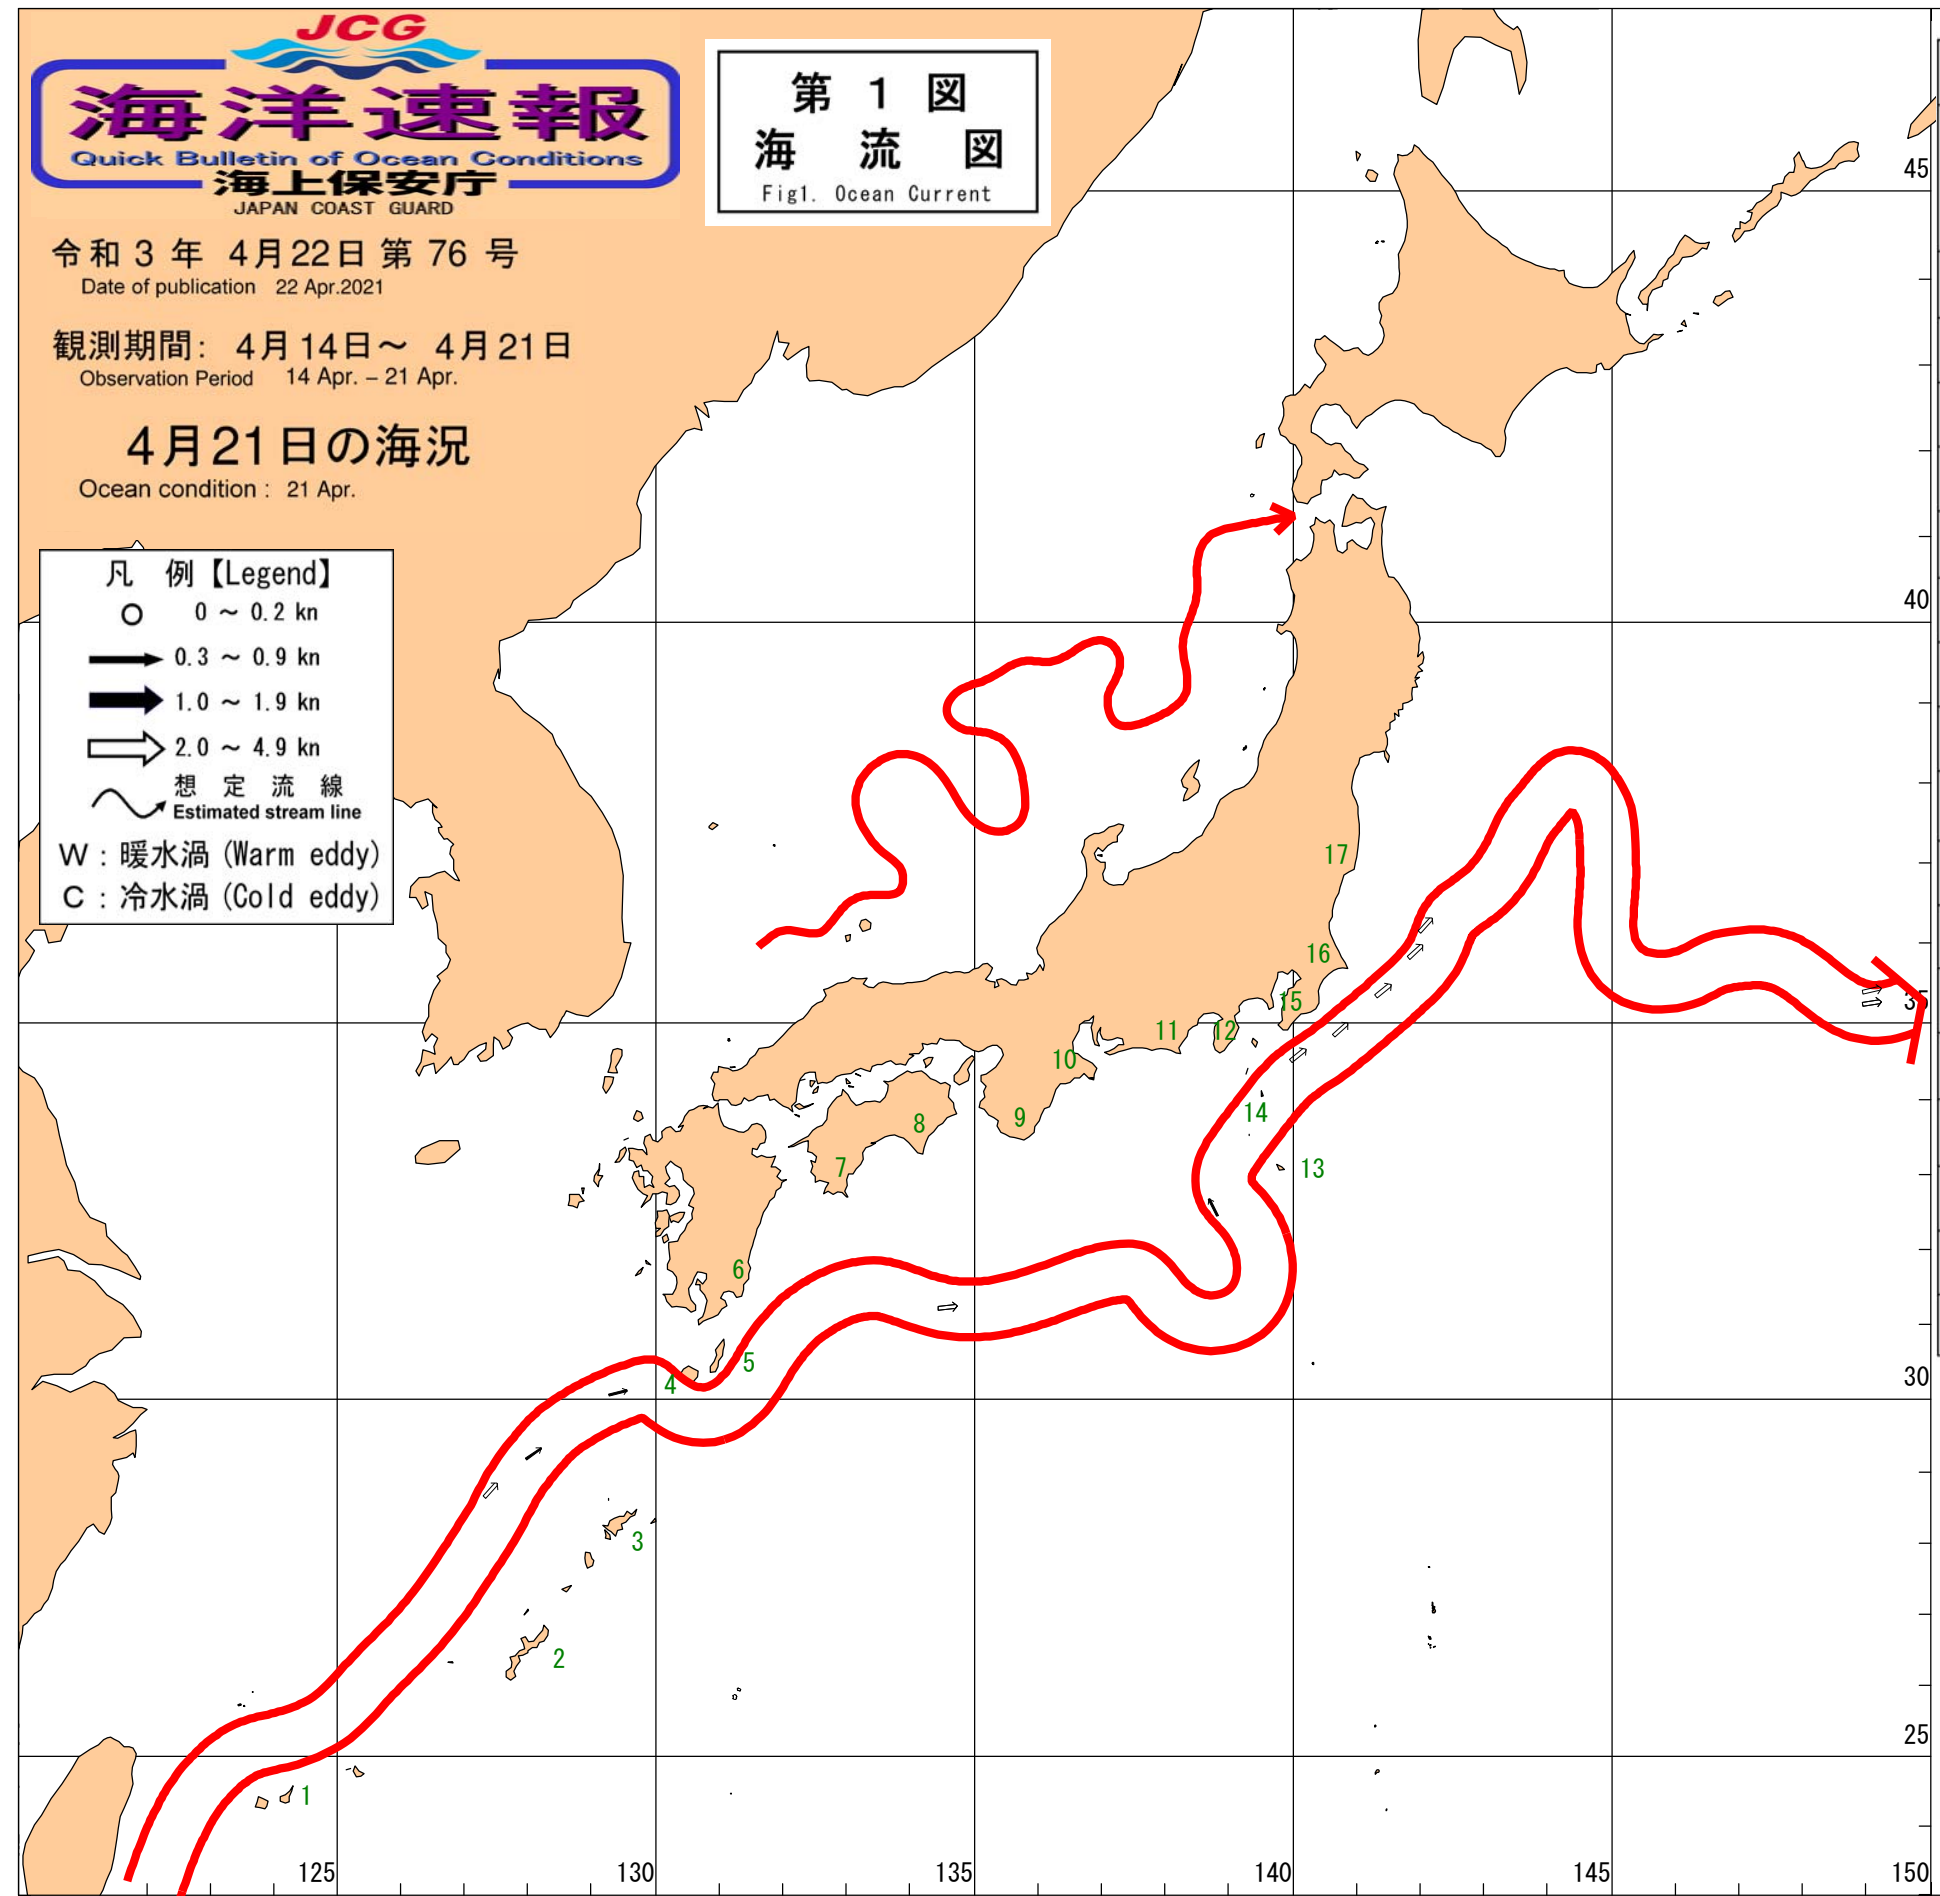 JCG
海洋速報
Quick Bulletin of Ocean Conditions
海上保安庁
JAPAN COAST GUARD
第 1 図
海 流 図
Fig1. Ocean Current
令和 3 年 4月22日 第 76 号
Date of publication 22 Apr.2021
観測期間: 4月14日～ 4月21日
Observation Period 14 Apr. – 21 Apr.
4月21日の海況
Ocean condition : 21 Apr.
凡 例【Legend】
0 ～ 0.2 kn
0.3 ～ 0.9 kn
1.0 ～ 1.9 kn
2.0 ～ 4.9 kn
想 定 流 線
Estimated stream line
W : 暖水渦 (Warm eddy)
C : 冷水渦 (Cold eddy)
45
40
35
30
25
17
16
15
12
11
10
14
9
8
13
7
6
5
4
3
2
1
125
130
135
140
145
150